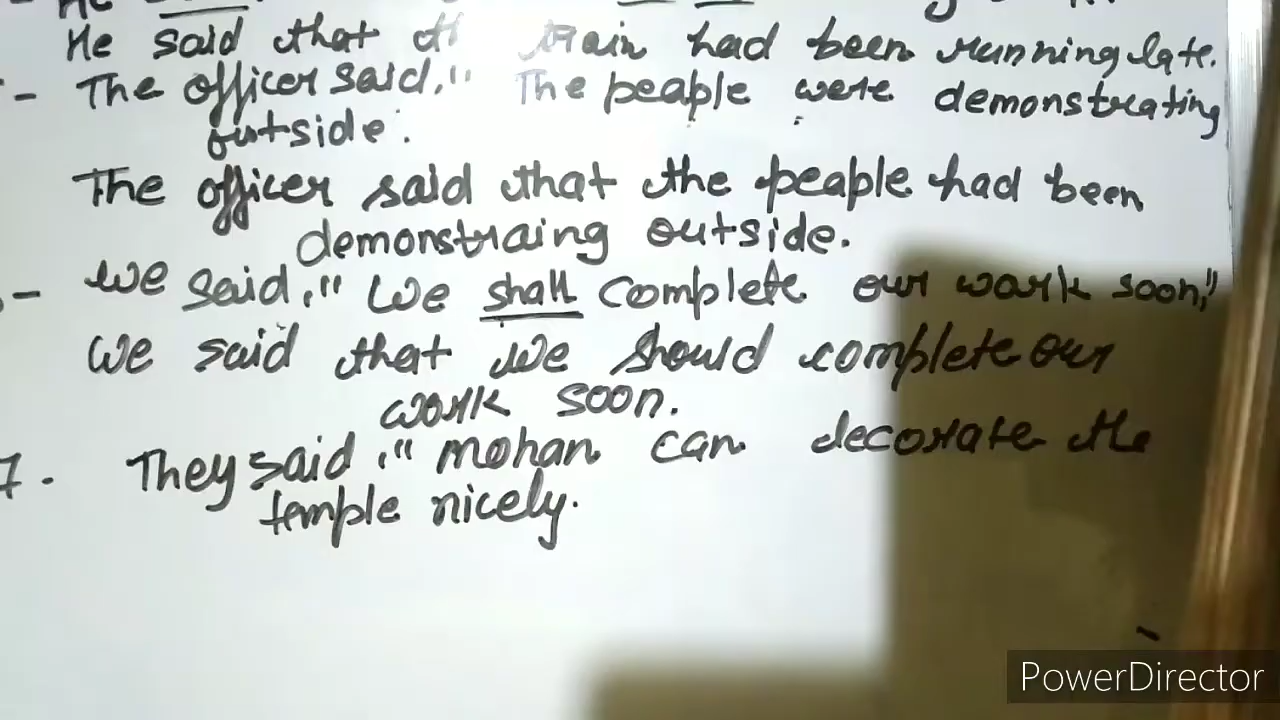 He said that th train had been running late.
- The officer said," The peaple were demonstrating
outside.
The officer said that the peaple had been
demonstraing outside.
- we said," We shall complete our work soon,"
We said that we should complete our
work soon.
7. They said," mohan can decorate the
temple nicely.
PowerDirector